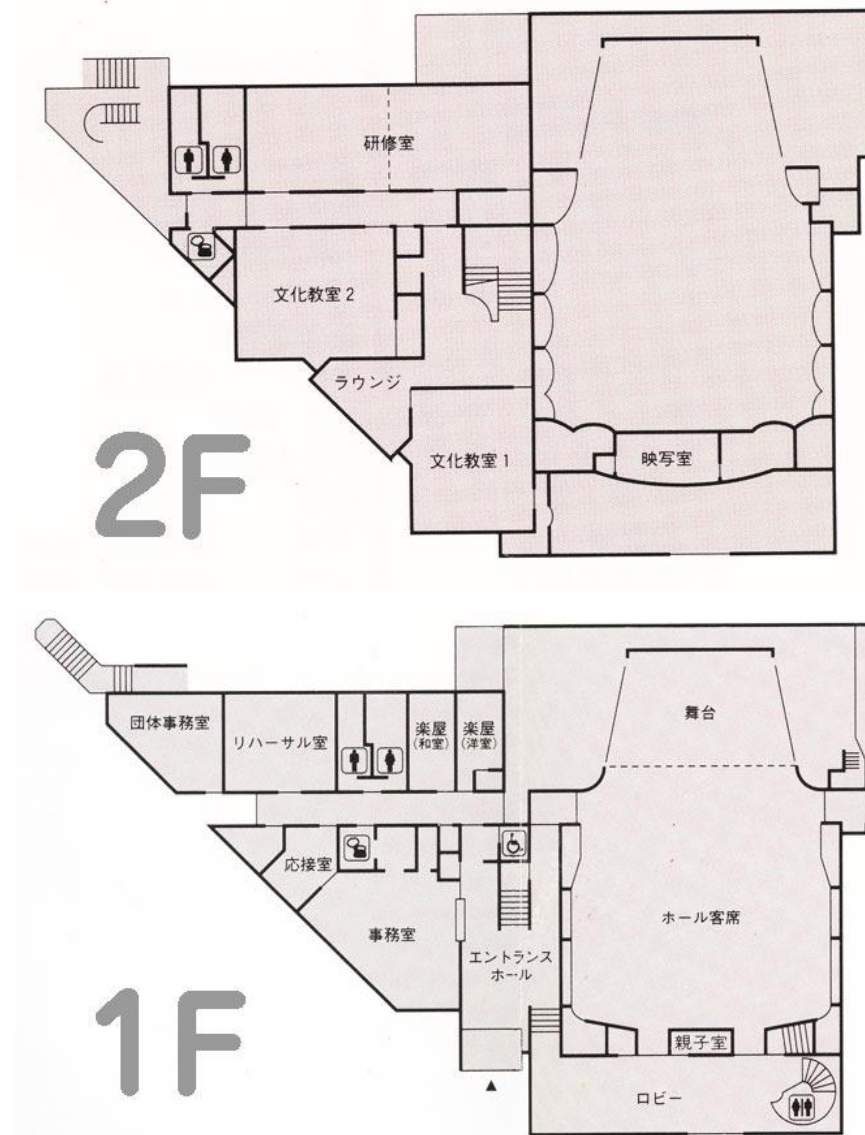 研修室
文化教室2
ラウンジ
文化教室1
映写室
2F
団体事務室
リハーサル室
楽屋
(和室)
楽屋
(洋室)
舞台
応接室
事務室
エントランス
ホール
ホール客席
親子室
ロビー
1F